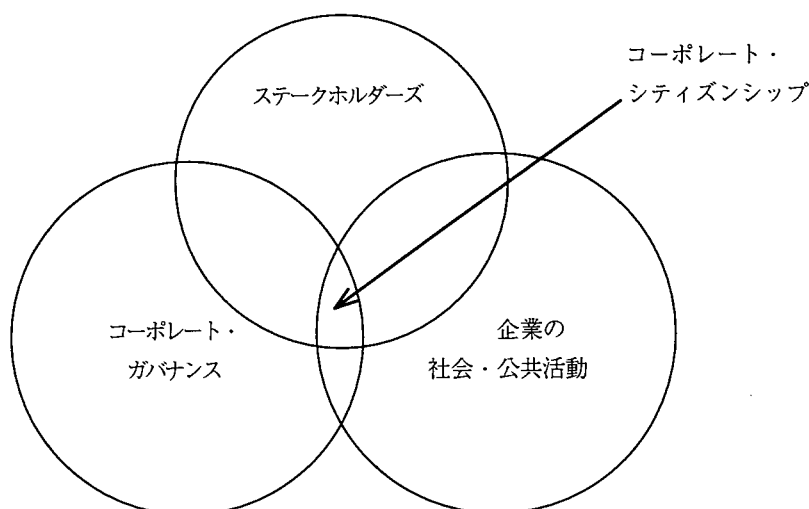 コーポレート・
シティズンシップ
ステークホルダーズ
コーポレート・
ガバナンス
企業の
社会・公共活動